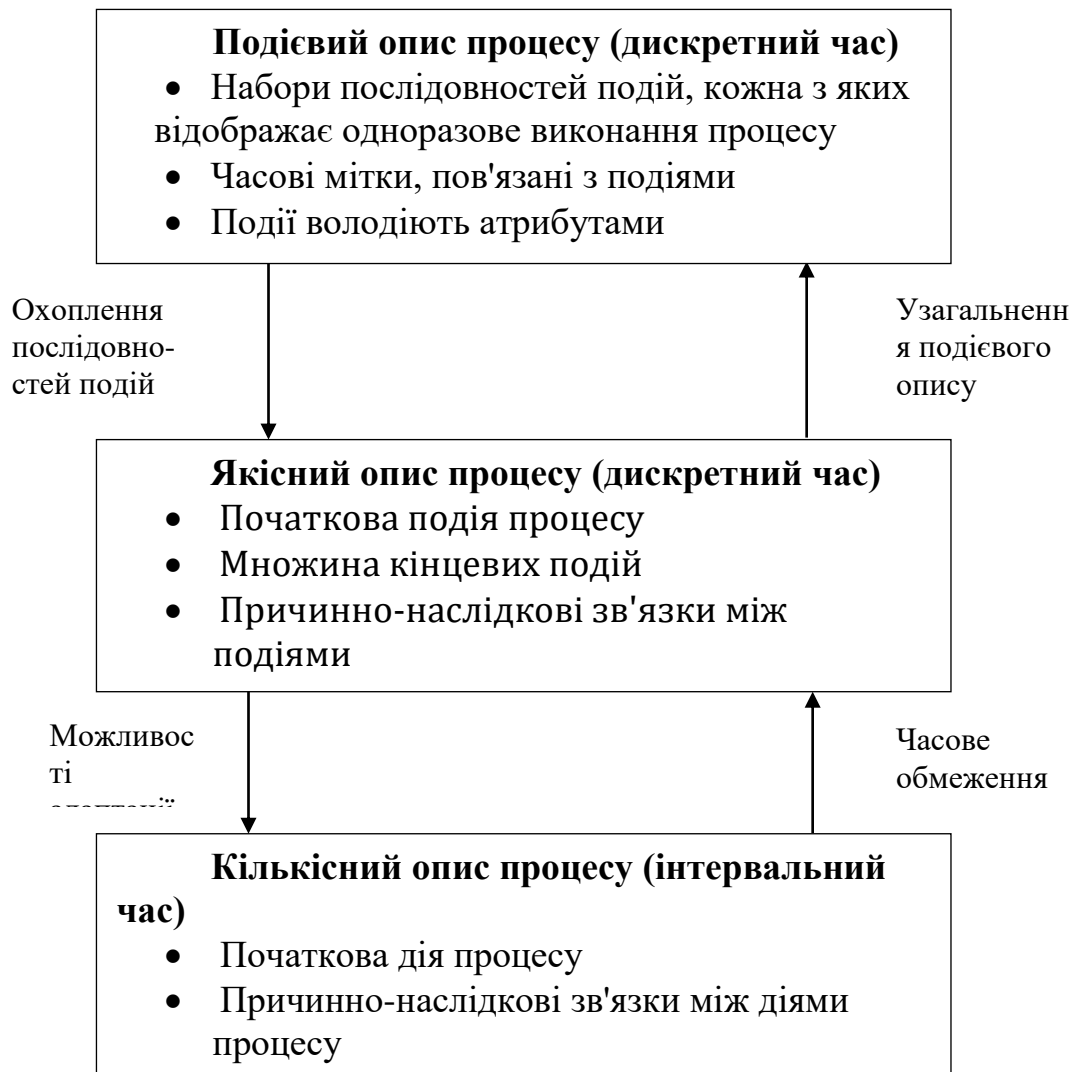 Подієвий опис процесу (дискретний час)
• Набори послідовностей подій, кожна з яких
відображає одноразове виконання процесу
• Часові мітки, пов'язані з подіями
• Події володіють атрибутами
Охоплення
послідовно-
стей подій
Узагальненн
я подієвого
опису
Якісний опис процесу (дискретний час)
• Початкова подія процесу
• Множина кінцевих подій
• Причинно-наслідкові зв'язки між
подіями
Можливос
ті
Часове
обмеження
Кількісний опис процесу (інтервальний
час)
• Початкова дія процесу
• Причинно-наслідкові зв'язки між діями
процесу